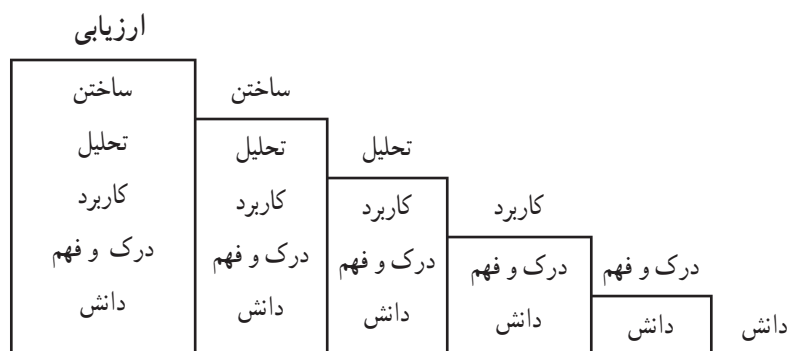 ارزیابی
ساختن ساختن
تحلیل تحلیل تحلیل
کاربرد کاربرد کاربرد کاربرد
درک و فهم درک و فهم درک و فهم درک و فهم درک و فهم
دانش دانش دانش دانش دانش دانش